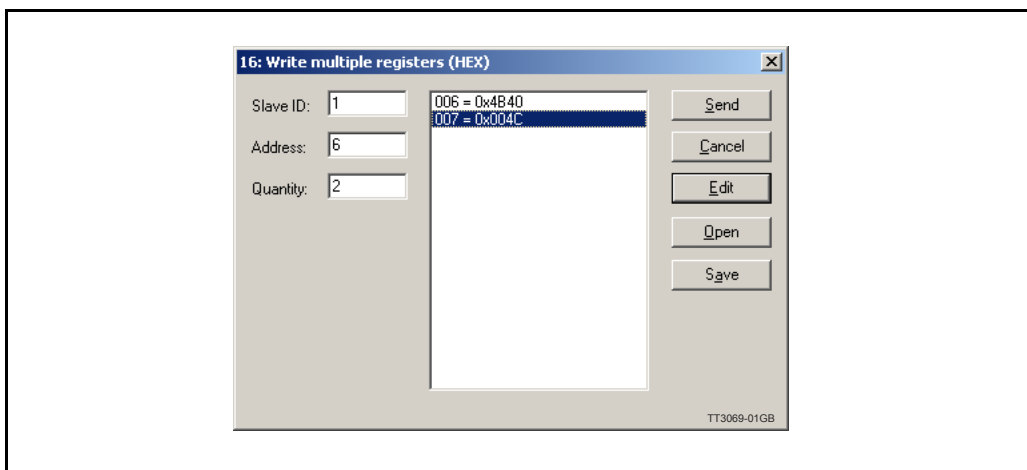 16: Write multiple registers (HEX)
Slave ID: 1
Address: 6
Quantity: 2
006 = 0x4B40
007 = 0x004C
Send
Cancel
Edit
Open
Save
TT3069-01GB